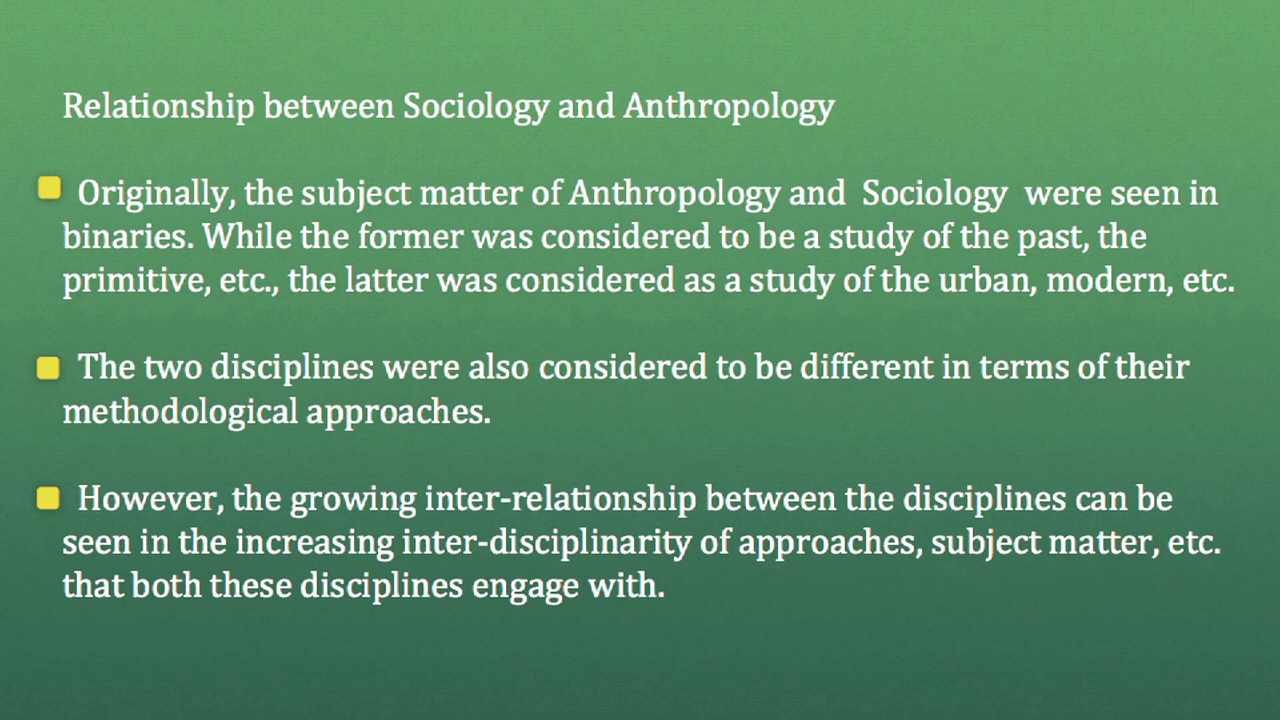 Relationship between Sociology and Anthropology
Originally, the subject matter of Anthropology and Sociology were seen in
binaries. While the former was considered to be a study of the past, the
primitive, etc., the latter was considered as a study of the urban, modern, etc.
The two disciplines were also considered to be different in terms of their
methodological approaches.
However, the growing inter-relationship between the disciplines can be
seen in the increasing inter-disciplinarity of approaches, subject matter, etc.
that both these disciplines engage with.